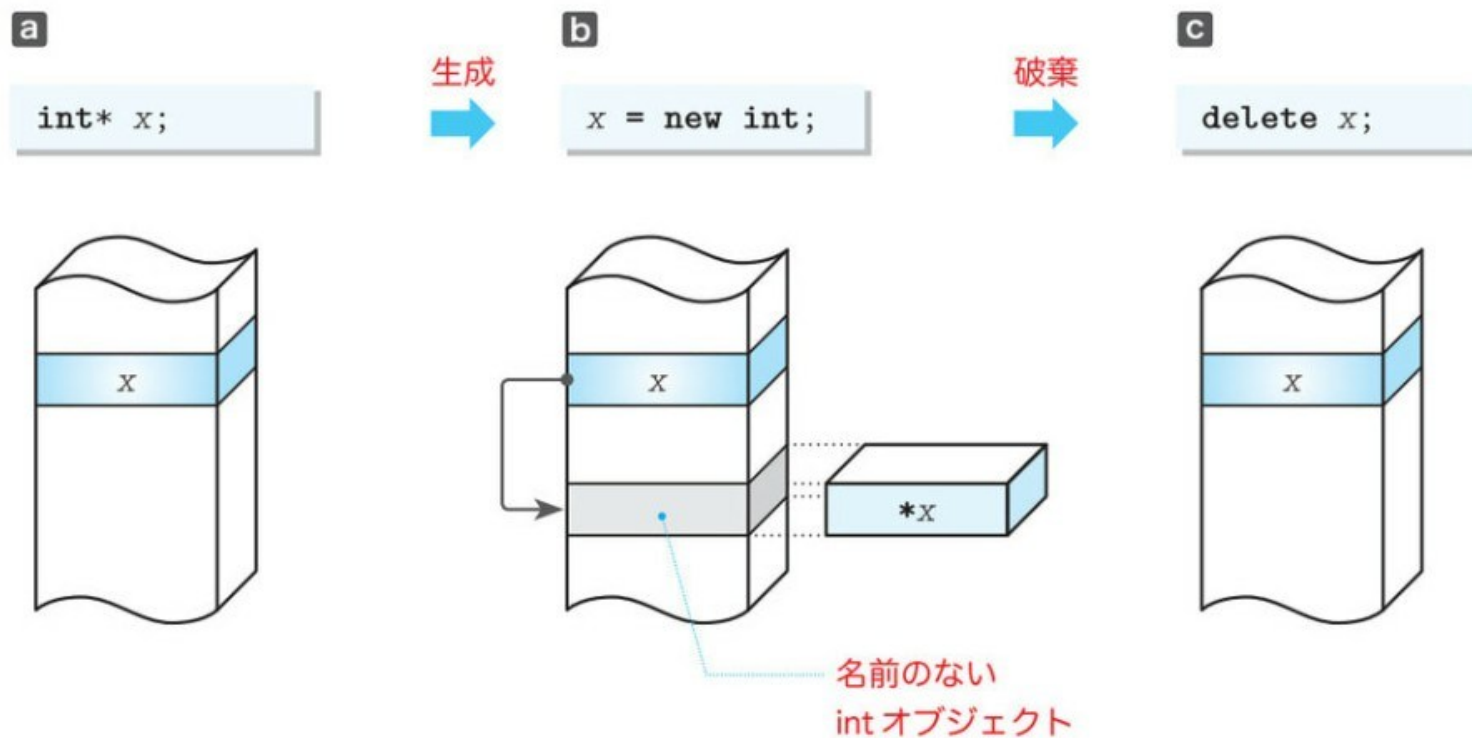 a
int* x;
生成
b
x = new int;
破棄
c
delete x;
x
x
*x
名前のない
int オブジェクト
x